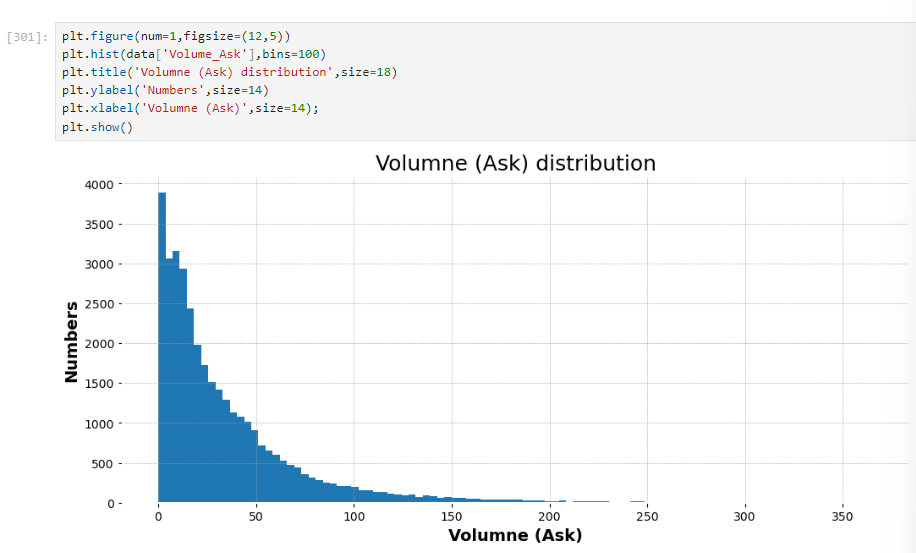 [301]:
plt.figure(num=1,figsize=(12,5))
plt.hist(data['Volume_Ask'],bins=100)
plt.title('Volumne (Ask) distribution',size=18)
plt.ylabel('Numbers',size=14)
plt.xlabel('Volumne (Ask)',size=14);
plt.show()
Volumne (Ask) distribution
4000
3500
3000
2500
2000
1500
1000
500
0
Numbers
0 50 100 150 200 250 300 350
Volumne (Ask)